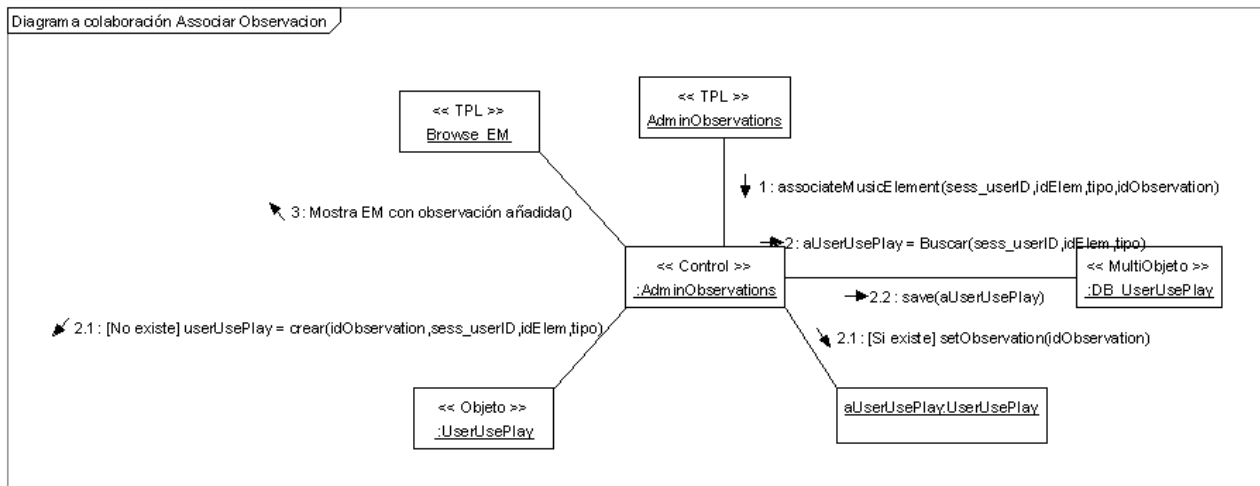 Diagrama colaboración Associar Observacion
<< TPL >>
AdminObservations
<< TPL >>
Browse_EM
1 : associateMusicElement(sess_userID,idElem,tipo,idObservation)
3 : Mostra EM con observación añadida()
2 : aUserUsePlay = Buscar(sess_userID,idElem,tipo)
<< Control >>
:AdminObservations
<< MultiObjeto >>
:DB_UserUsePlay
2.2 : save(aUserUsePlay)
2.1 : [No existe] userUsePlay = crear(idObservation,sess_userID,idElem,tipo)
2.1 : [Si existe] setObservation(idObservation)
<< Objeto >>
:UserUsePlay
aUserUsePlay:UserUsePlay